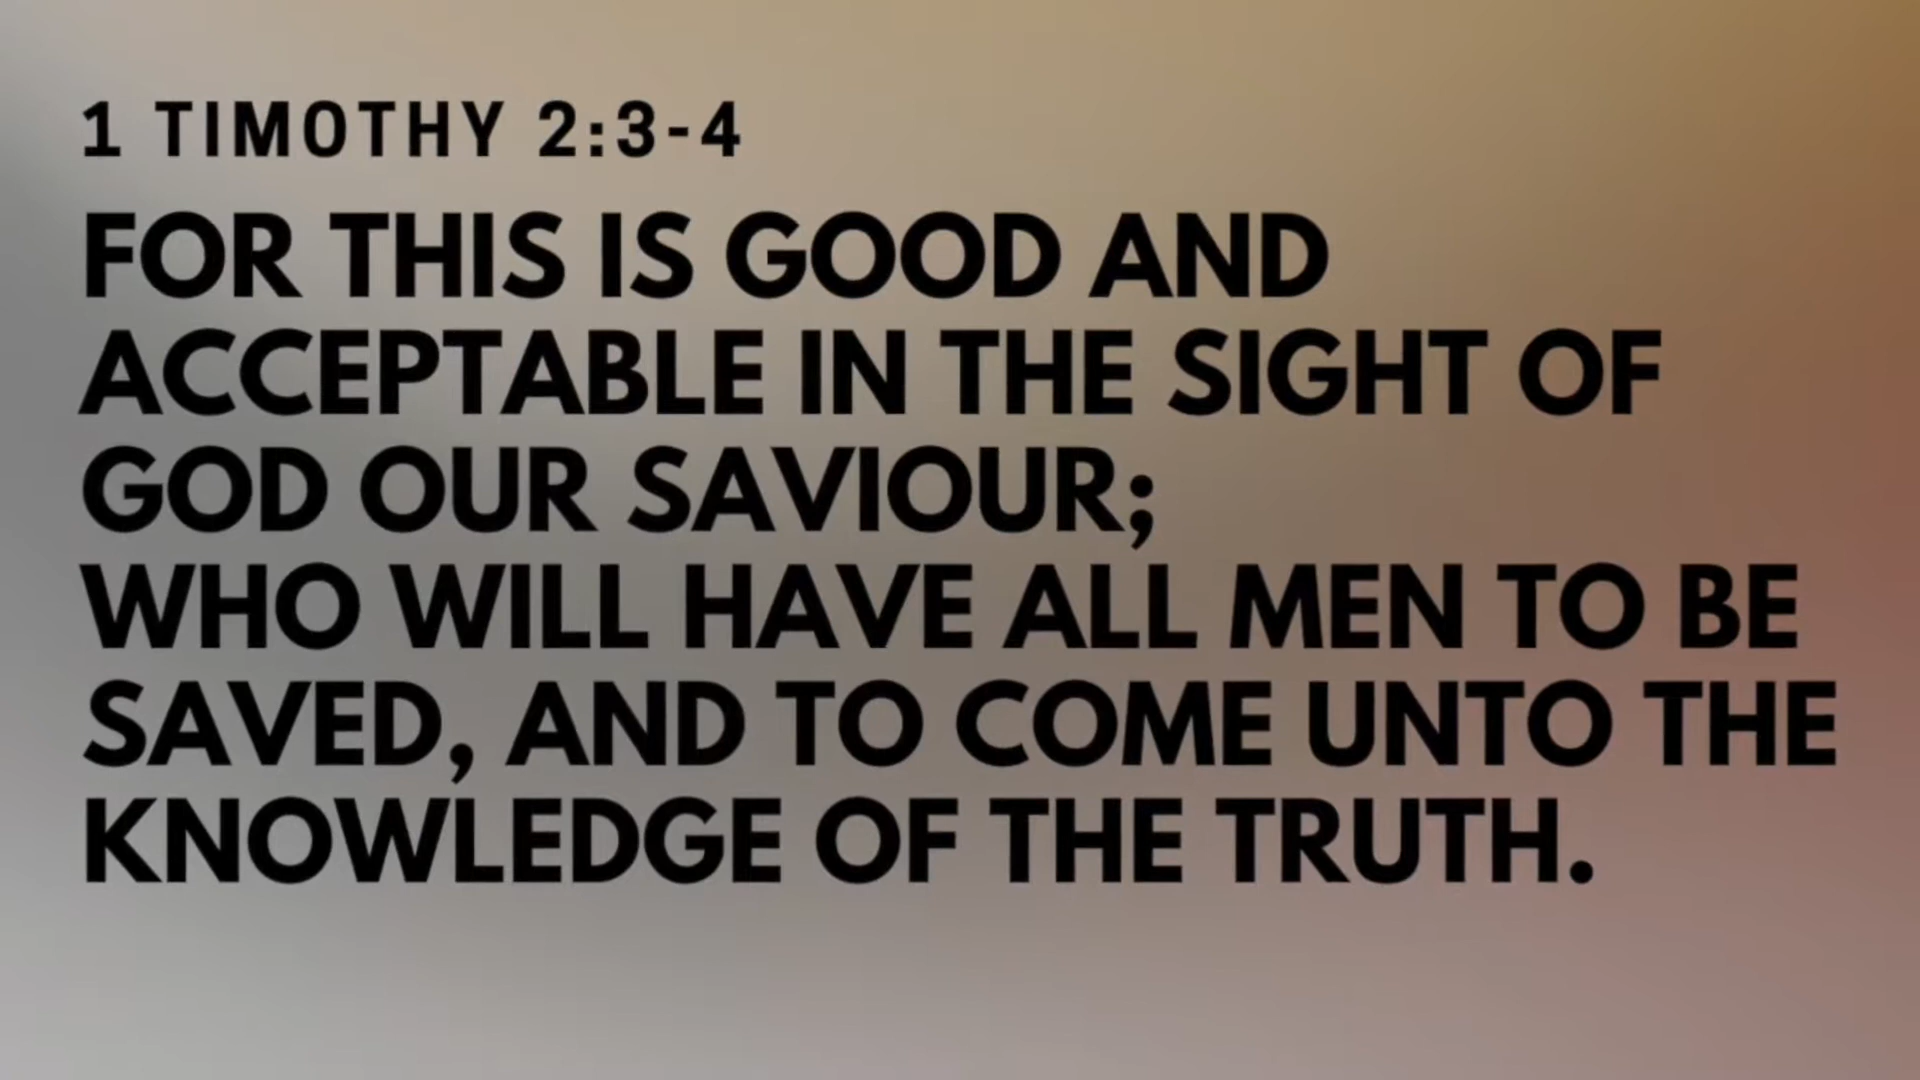 1 TIMOTHY 2:3-4
FOR THIS IS GOOD AND
ACCEPTABLE IN THE SIGHT OF
GOD OUR SAVIOUR;
WHO WILL HAVE ALL MEN TO BE
SAVED, AND TO COME UNTO THE
KNOWLEDGE OF THE TRUTH.